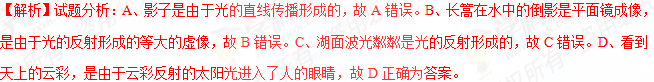 【解析】试题分析：A、影子是由于光的直线传播形成的，故 A 错误。B、长篙在水中的倒影是平面镜成像，
是由于光的反射形成的等大的虚像，故 B 错误。C、湖面波光粼粼是光的反射形成的，故 C 错误。D、看到
天上的云彩，是由于云彩反射的太阳光进入了人的眼睛，故 D 正确为答案。